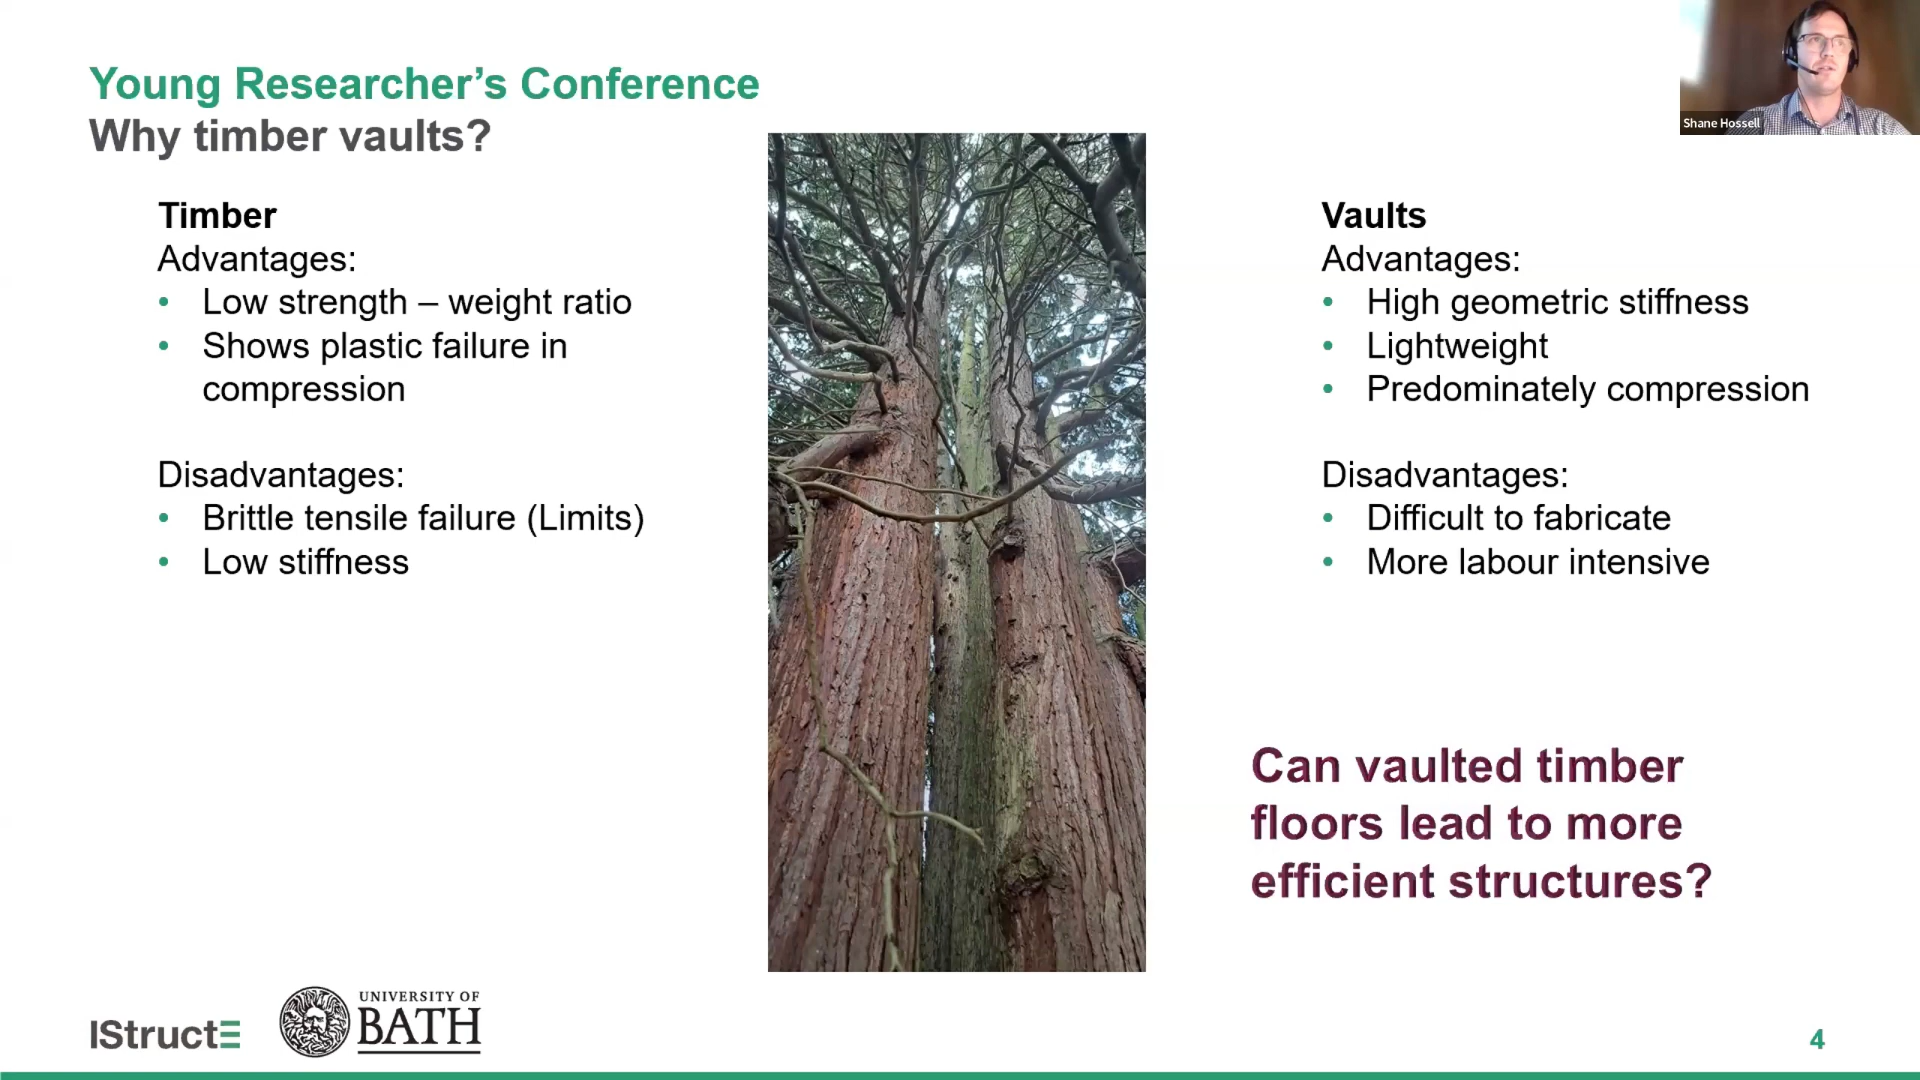 Young Researcher’s Conference
Why timber vaults?
Shane Hossell
Timber
Advantages:
• Low strength – weight ratio
• Shows plastic failure in
compression
Disadvantages:
• Brittle tensile failure (Limits)
• Low stiffness
Vaults
Advantages:
• High geometric stiffness
• Lightweight
• Predominately compression
Disadvantages:
• Difficult to fabricate
• More labour intensive
Can vaulted timber
floors lead to more
efficient structures?
IStructE
UNIVERSITY OF
BATH
4